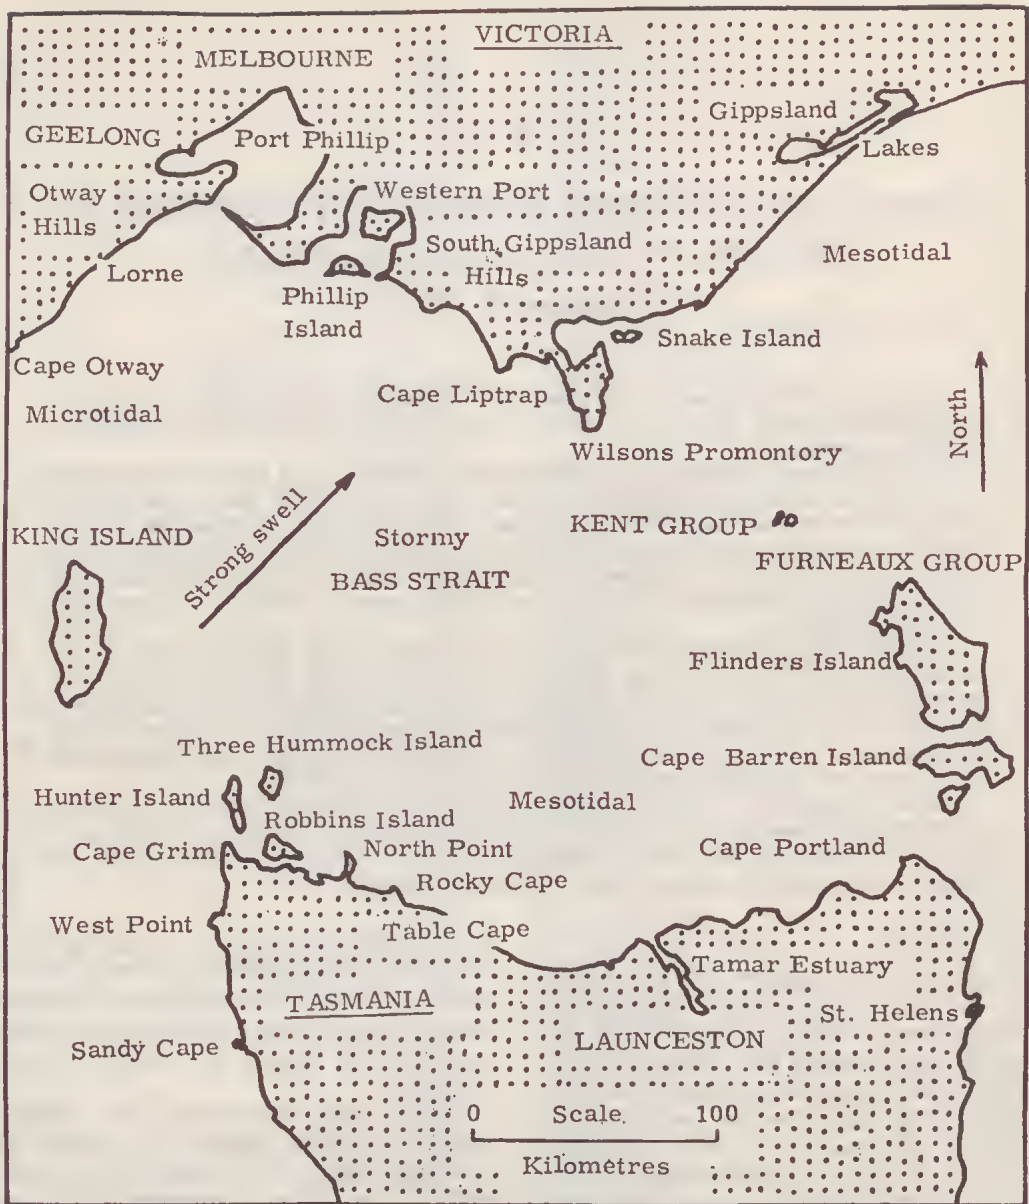 VICTORIA
MELBOURNE
Gippsland
GEELONG
Port Phillip
Lakes
Otway
Hills
Western Port
South Gippsland
Hills
Mesotidal
Lorne
Phillip
Island
Snake Island
Cape Otway
Cape Liptrap
Microtidal
Wilsons Promontory
North
Strong swell
KING ISLAND
Stormy
BASS STRAIT
KENT GROUP
FURNEAUX GROUP
Flinders Island
Three Hummock Island
Cape Barren Island
Hunter Island
Mesotidal
Robbins Island
Cape Grim
North Point
Cape Portland
Rocky Cape
West Point
Table Cape
Tamar Estuary
TASMANIA
St. Helens
Sandy Cape
LAUNCESTON
0 Scale. 100
Kilometres